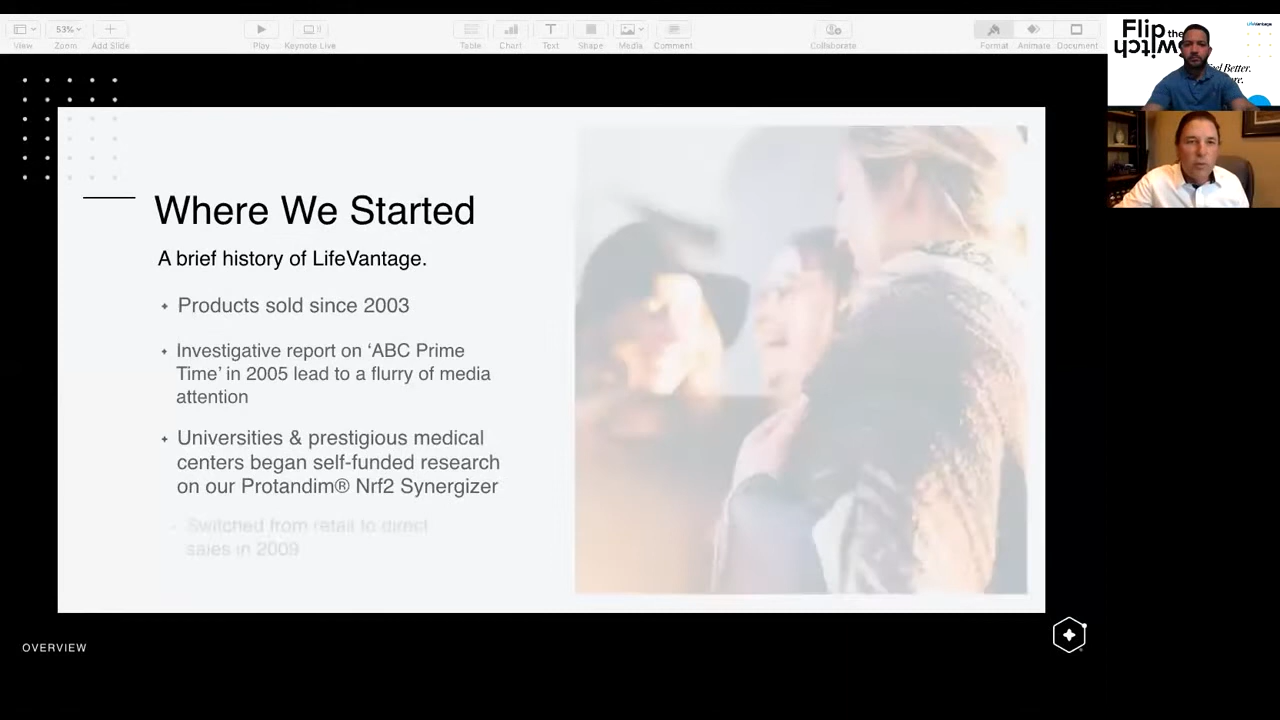 53%
View
Zoom
Add Slide
Play
Keynote Live
Table
Chart
Text
Shape
Media
Comment
Collaborate
Format
Animate
Document
Flip
the
Switch
Feel Better.
LifeVantage
Where We Started
A brief history of LifeVantage.
Products sold since 2003
Investigative report on ‘ABC Prime
Time’ in 2005 lead to a flurry of media
attention
Universities & prestigious medical
centers began self-funded research
on our Protandim® Nrf2 Synergizer
Switched from retail to direct
sales in 2009
OVERVIEW